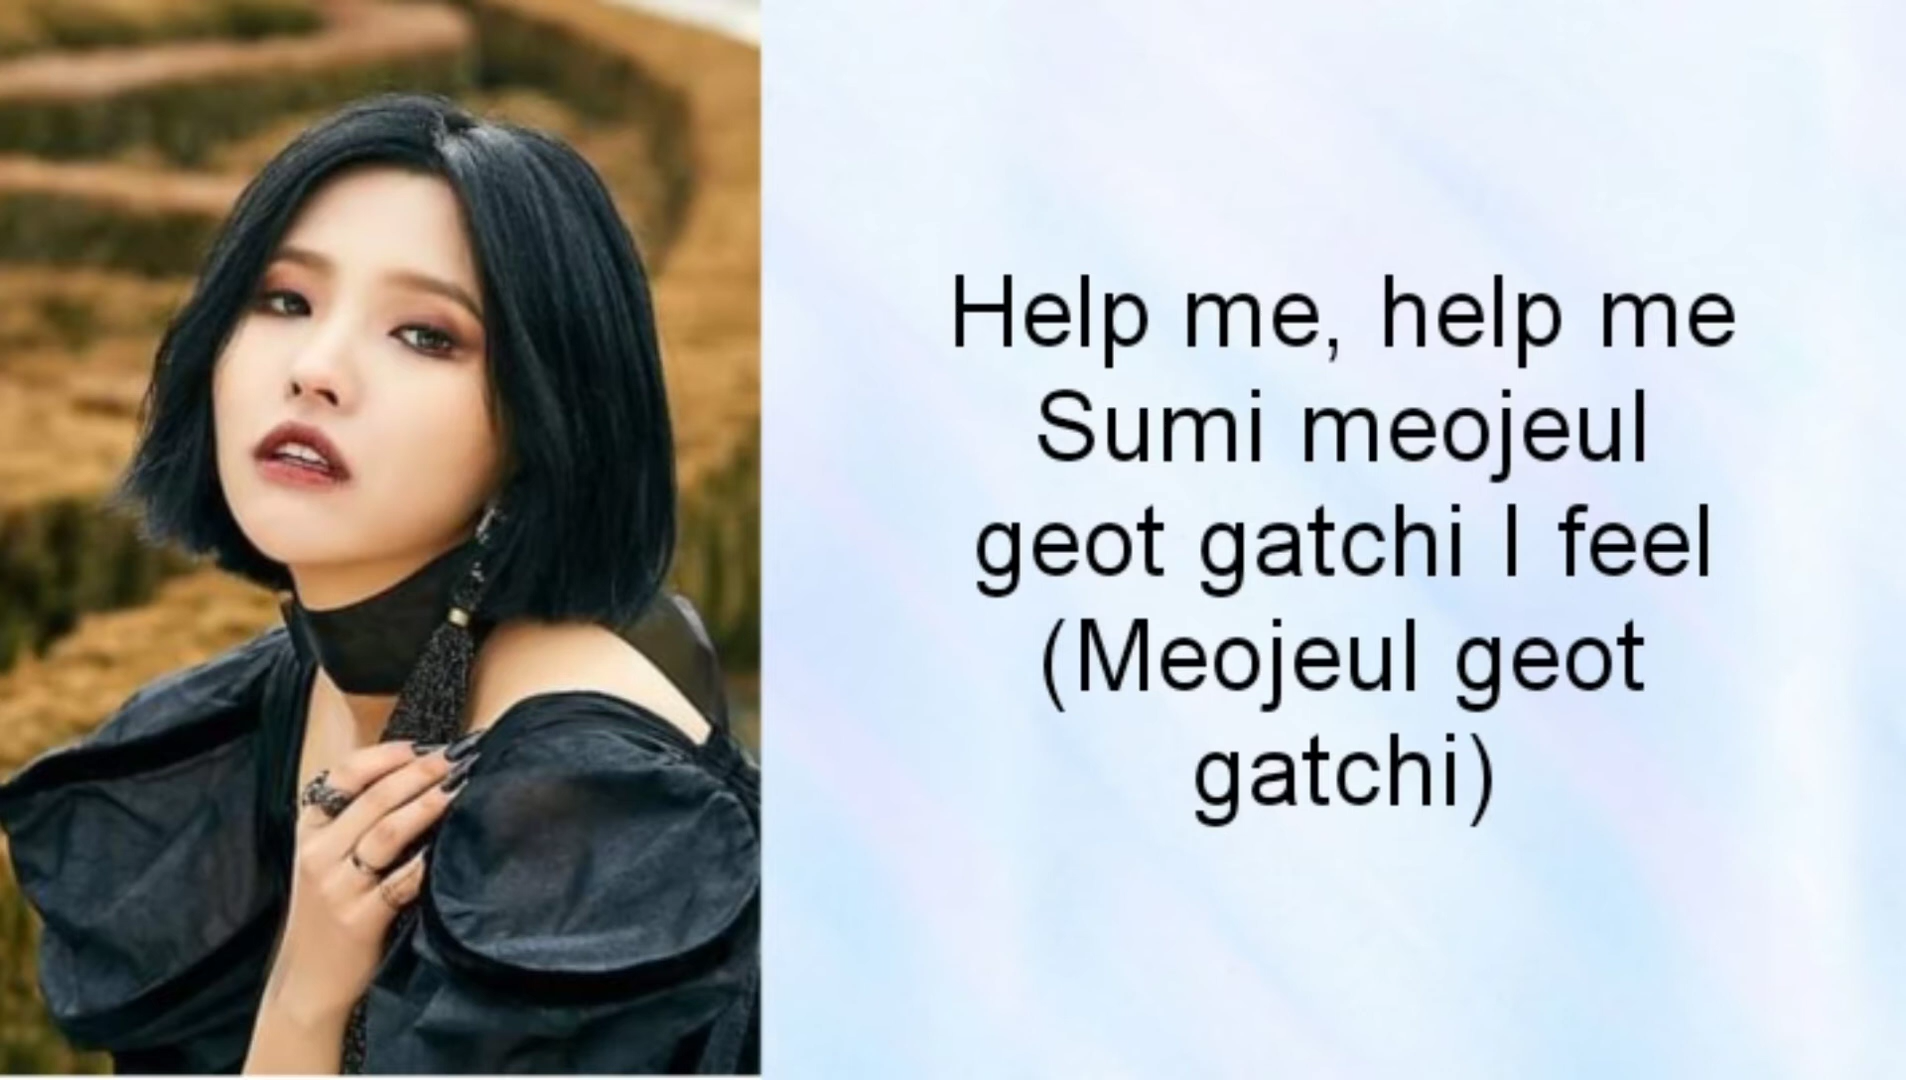 Help me, help me
Sumi meojeul
geot gatchi I feel
(Meojeul geot
gatchi)